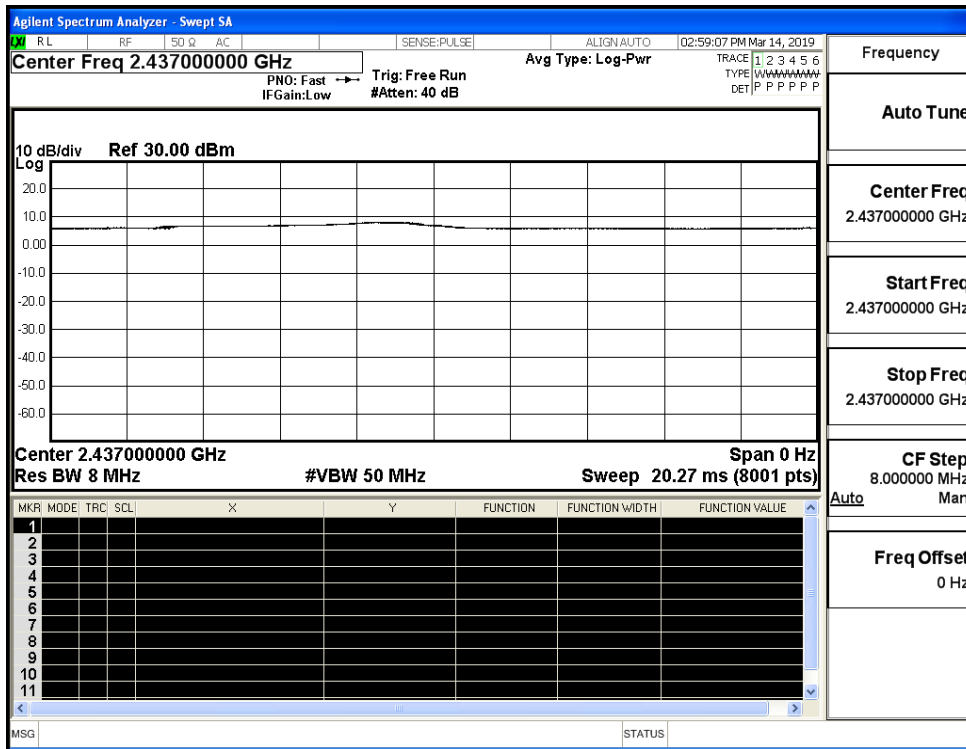 Agilent Spectrum Analyzer - Swept SA
LXI RL RF 50 Ω AC SENSE:PULSE ALIGNAUTO 02:59:07 PM Mar 14, 2019
Center Freq 2.437000000 GHz
PNO: Fast
IFGain:Low
Trig: Free Run
#Atten: 40 dB
Avg Type: Log-Pwr
TRACE 1 2 3 4 5 6
TYPE
DET P P P P P P
10 dB/div Ref 30.00 dBm
Log
20.0
10.0
0.00
-10.0
-20.0
-30.0
-40.0
-50.0
-60.0
Center 2.437000000 GHz Span 0 Hz
Res BW 8 MHz #VBW 50 MHz Sweep 20.27 ms (8001 pts)
MKR MODE TRC SCL X Y FUNCTION FUNCTION WIDTH FUNCTION VALUE
1
2
3
4
5
6
7
8
9
10
11
MSG STATUS
Frequency
Auto Tune
Center Freq
2.437000000 GHz
Start Freq
2.437000000 GHz
Stop Freq
2.437000000 GHz
CF Step
8.000000 MHz
Auto Man
Freq Offset
0 Hz